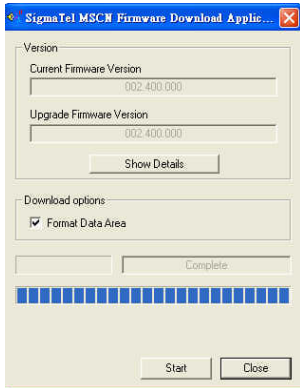 SigmaTel MSCN Firmware Download Applic...
Version
Current Firmware Version
002.400.000
Upgrade Firmware Version
002.400.000
Show Details
Download options
Format Data Area
Complete
Start
Close